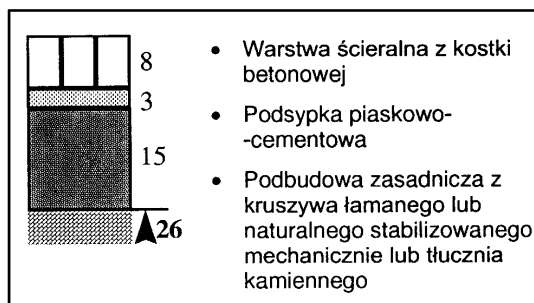 8
3
15
26
• Warstwa ścieralna z kostki
betonowej
• Podsypka piaskowo-
-cementowa
• Podbudowa zasadnicza z
kruszywa łamanego lub
naturalnego stabilizowanego
mechanicznie lub tłucznia
kamiennego